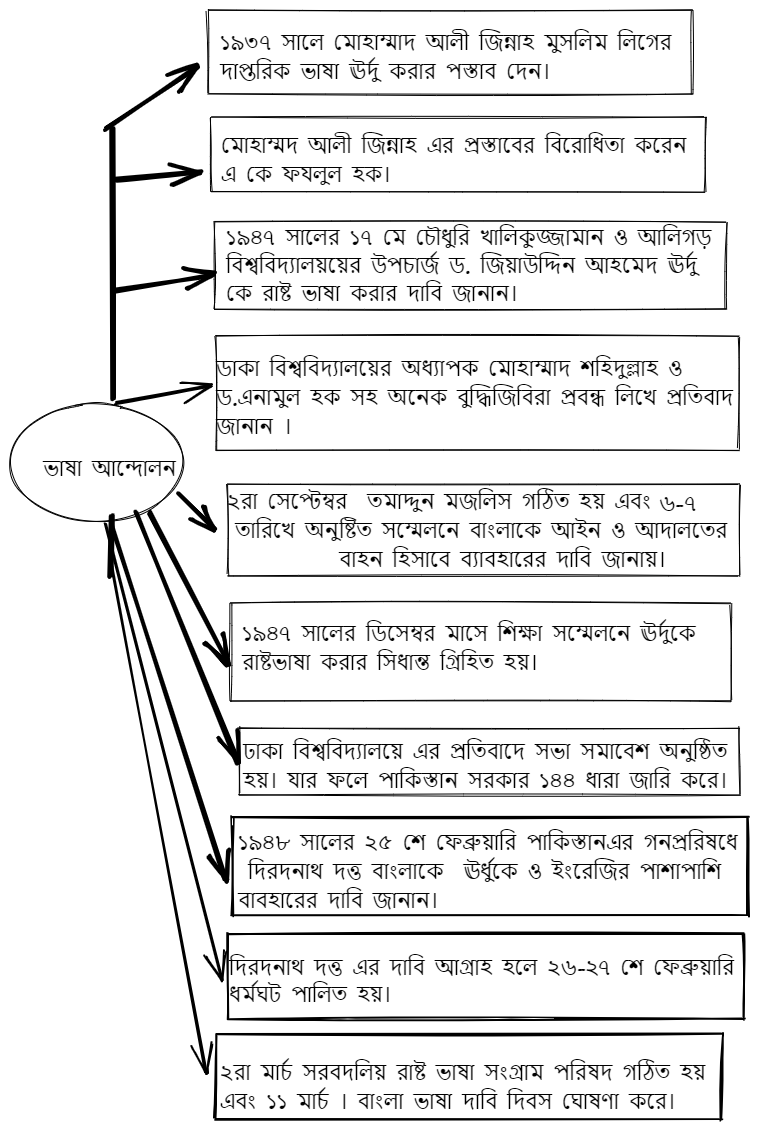 ১৯৩৭ সালে মোহাম্মাদ আলী জিন্নাহ মুসলিম লিগের
দাপ্তরিক ভাষা ঊর্দু করার পস্তাব দেন।
মোহাম্মদ আলী জিন্নাহ এর প্রস্তাবের বিরোধিতা করেন
এ কে ফযলুল হক।
১৯৪৭ সালের ১৭ মে চৌধুরি খালিকুজ্জামান ও আলিগড়
বিশ্ববিদ্যালয়য়ের উপচার্জ ড. জিয়াউদ্দিন আহমেদ ঊর্দু
কে রাষ্ট ভাষা করার দাবি জানান।
ডাকা বিশ্ববিদ্যালয়ের অধ্যাপক মোহাম্মাদ শহিদুল্লাহ ও
ড.এনামুল হক সহ অনেক বুদ্ধিজিবিরা প্রবন্ধ লিখে প্রতিবাদ
জানান ।
ভাষা আন্দোলন
২রা সেপ্টেম্বর তমাদ্দুন মজলিস গঠিত হয় এবং ৬-৭
তারিখে অনুষ্টিত সম্মেলনে বাংলাকে আইন ও আদালতের
বাহন হিসাবে ব্যাবহারের দাবি জানায়।
১৯৪৭ সালের ডিসেম্বর মাসে শিক্ষা সম্মেলনে ঊর্দুকে
রাষ্টভাষা করার সিধান্ত গ্রিহিত হয়।
ঢাকা বিশ্ববিদ্যালয়ে এর প্রতিবাদে সভা সমাবেশ অনুষ্ঠিত
হয়। যার ফলে পাকিস্তান সরকার ১৪৪ ধারা জারি করে।
১৯৪৮ সালের ২৫ শে ফেব্রুয়ারি পাকিস্তানএর গনপ্ররিষধে
দিরদনাথ দত্ত বাংলাকে ঊর্ধুকে ও ইংরেজির পাশাপাশি
বাবহারের দাবি জানান।
দিরদনাথ দত্ত এর দাবি আগ্রাহ হলে ২৬-২৭ শে ফেব্রুয়ারি
ধর্মঘট পালিত হয়।
২রা মার্চ সরবদলিয় রাষ্ট ভাষা সংগ্রাম পরিষদ গঠিত হয়
এবং ১১ মার্চ । বাংলা ভাষা দাবি দিবস ঘোষণা করে।